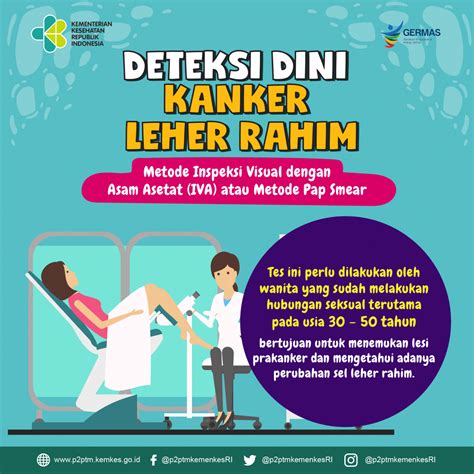 KEMENTERIAN
KESEHATAN
REPUBLIK
INDONESIA
GERMAS
DETEKSI DINI
KANKER
LEHER RAHIM
Metode Inspeksi Visual dengan
Asam Asetat (IVA) atau Metode Pap Smear
Tes ini perlu dilakukan oleh
wanita yang sudah melakukan
hubungan seksual terutama
pada usia 30 – 50 tahun
bertujuan untuk menemukan lesi
prakanker dan mengetahui adanya
perubahan sel leher rahim.
www.p2ptm.kemkes.go.id
@p2ptmkemenkesRI
@p2ptmkemenkesRI
@p2ptmkemenkesRI